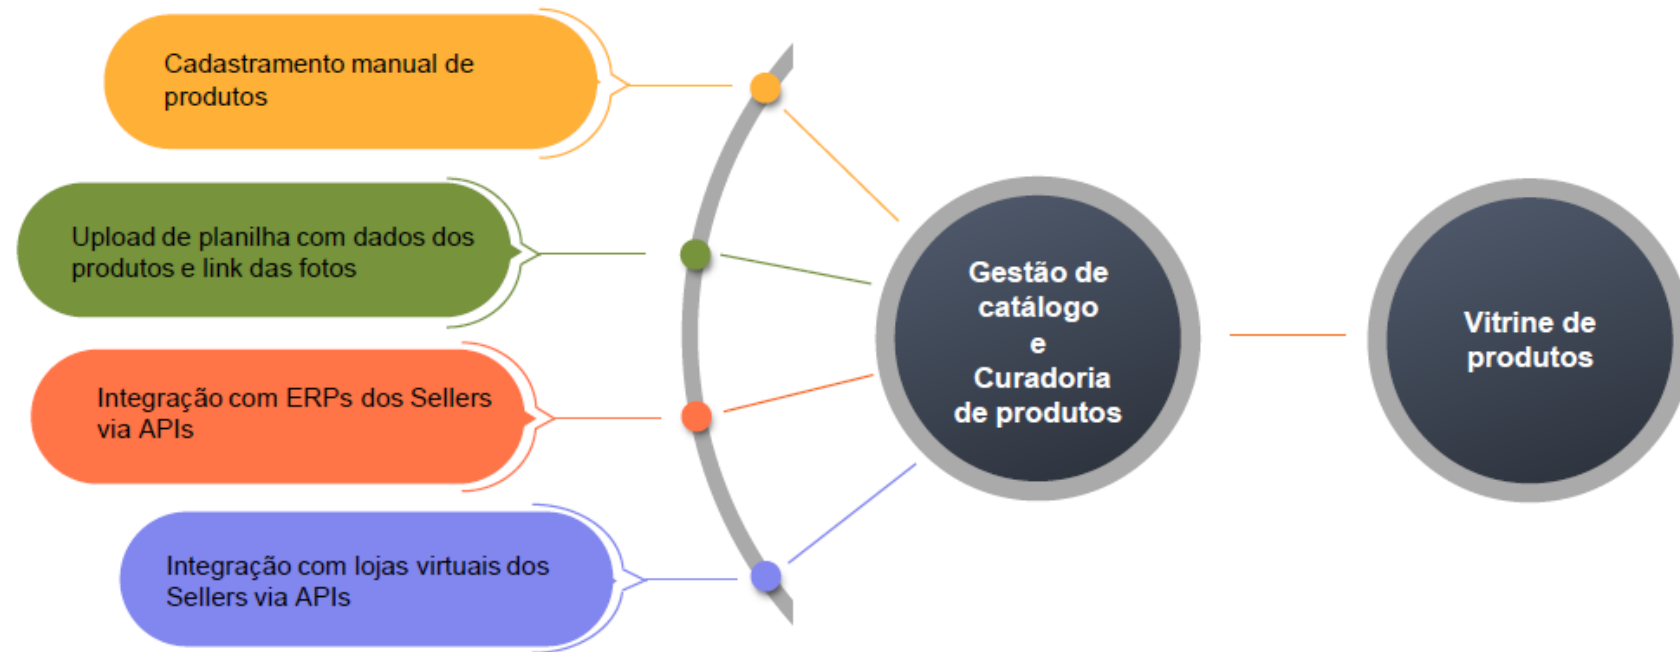 Cadastramento manual de
produtos
Upload de planilha com dados dos
produtos e link das fotos
Integração com ERPs dos Sellers
via APIs
Integração com lojas virtuais dos
Sellers via APIs
Gestão de
catálogo
e
Curadoria
de produtos
Vitrine de
produtos